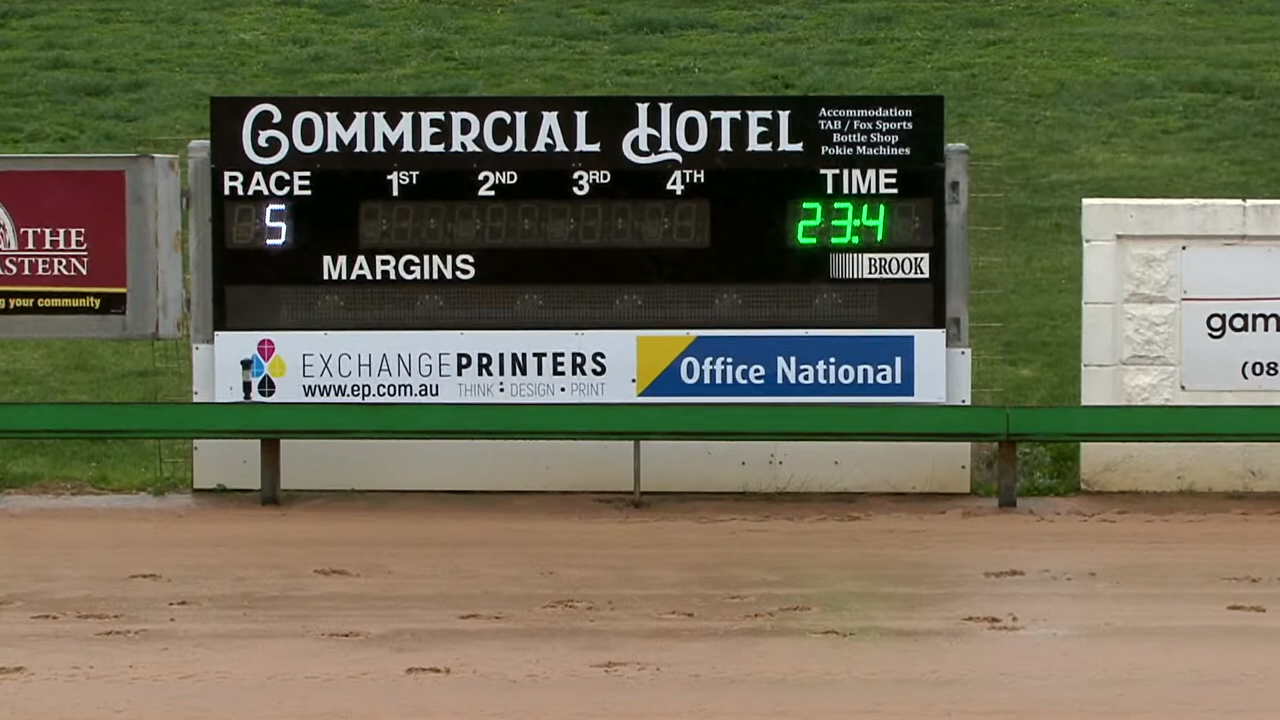 COMMERCIAL HOTEL
Accommodation
TAB / Fox Sports
Bottle Shop
Pokie Machines
RACE 1ST 2ND 3RD 4TH TIME
5 23:4
MARGINS BROOK
EXCHANGEPRINTERS
www.ep.com.au THINK : DESIGN • PRINT
Office National
THE
ASTERN
g your community
gam
(08